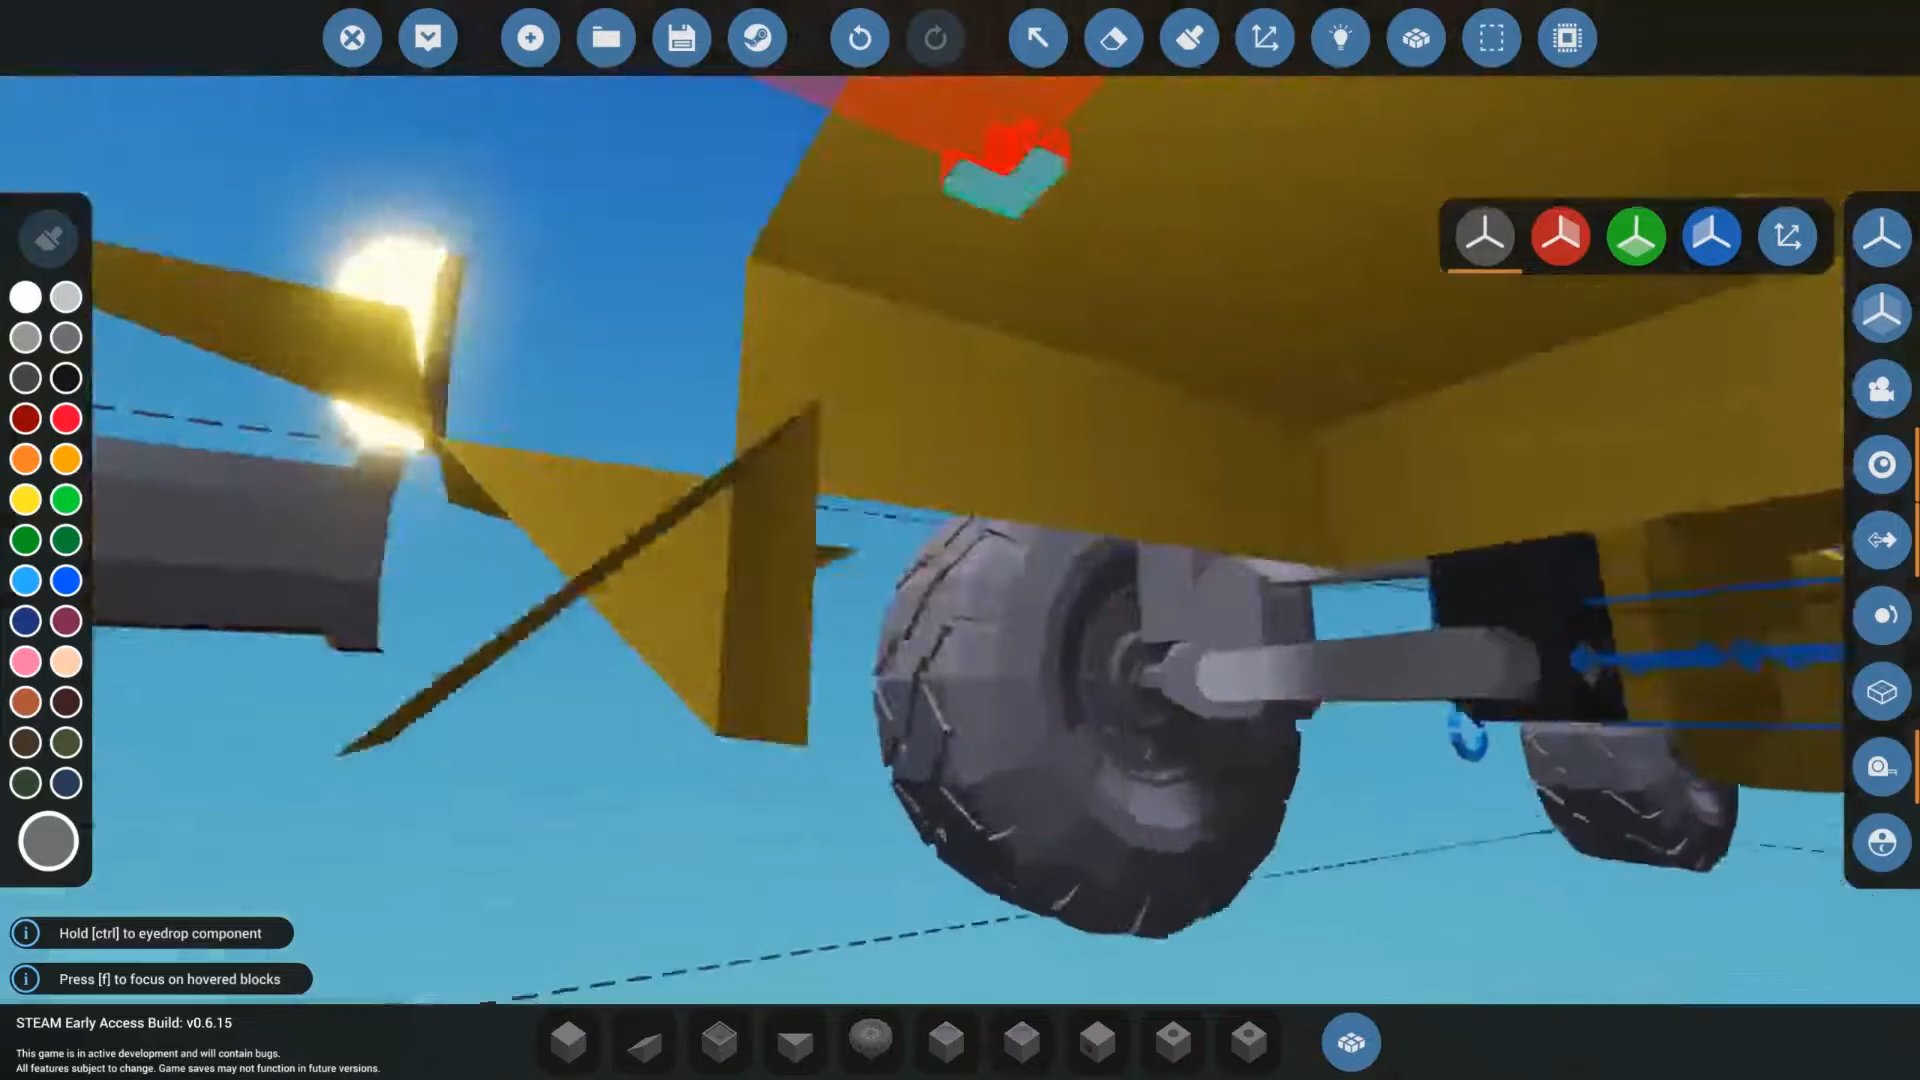 Hold [ctrl] to eyedrop component
Press [f] to focus on hovered blocks
STEAM Early Access Build: v0.6.15
This game is in active development and will contain bugs.
All features subject to change. Game saves may not function in future versions.